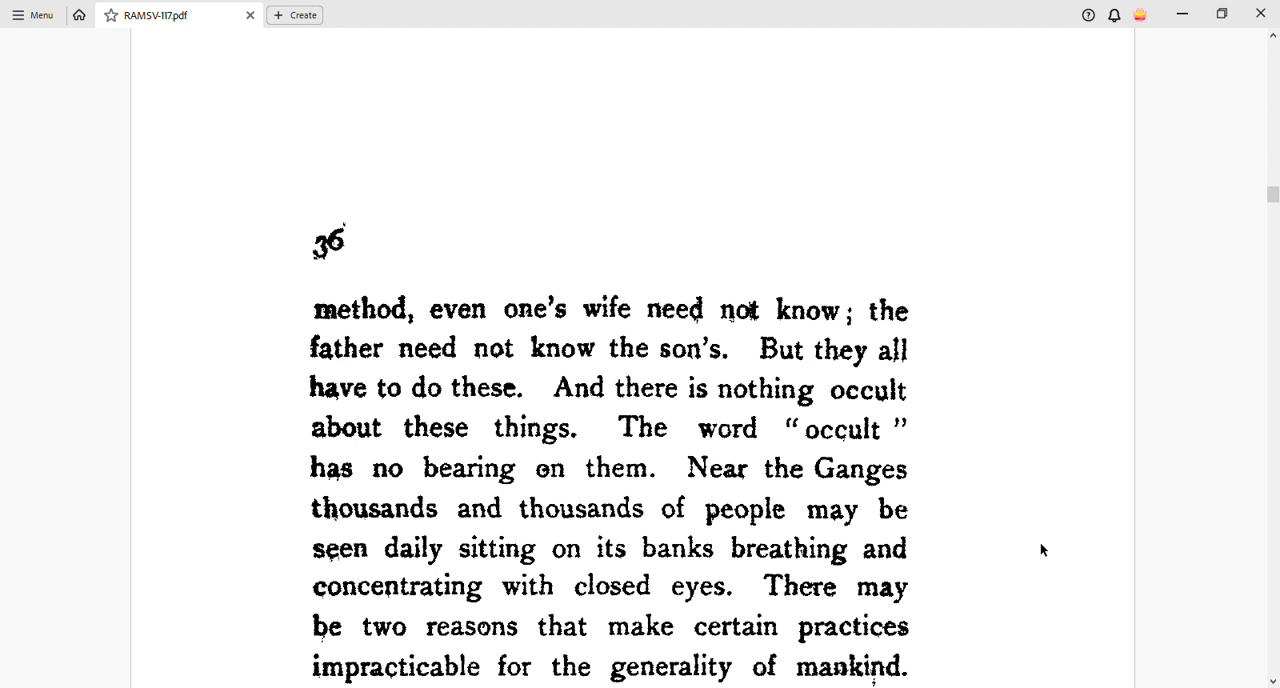 Menu
RAMSV-117.pdf
Create
36
method, even one's wife need not know; the
father need not know the son's. But they all
have to do these. And there is nothing occult
about these things. The word "occult"
has no bearing on them. Near the Ganges
thousands and thousands of people may be
seen daily sitting on its banks breathing and
concentrating with closed eyes. There may
be two reasons that make certain practices
impracticable for the generality of mankind.